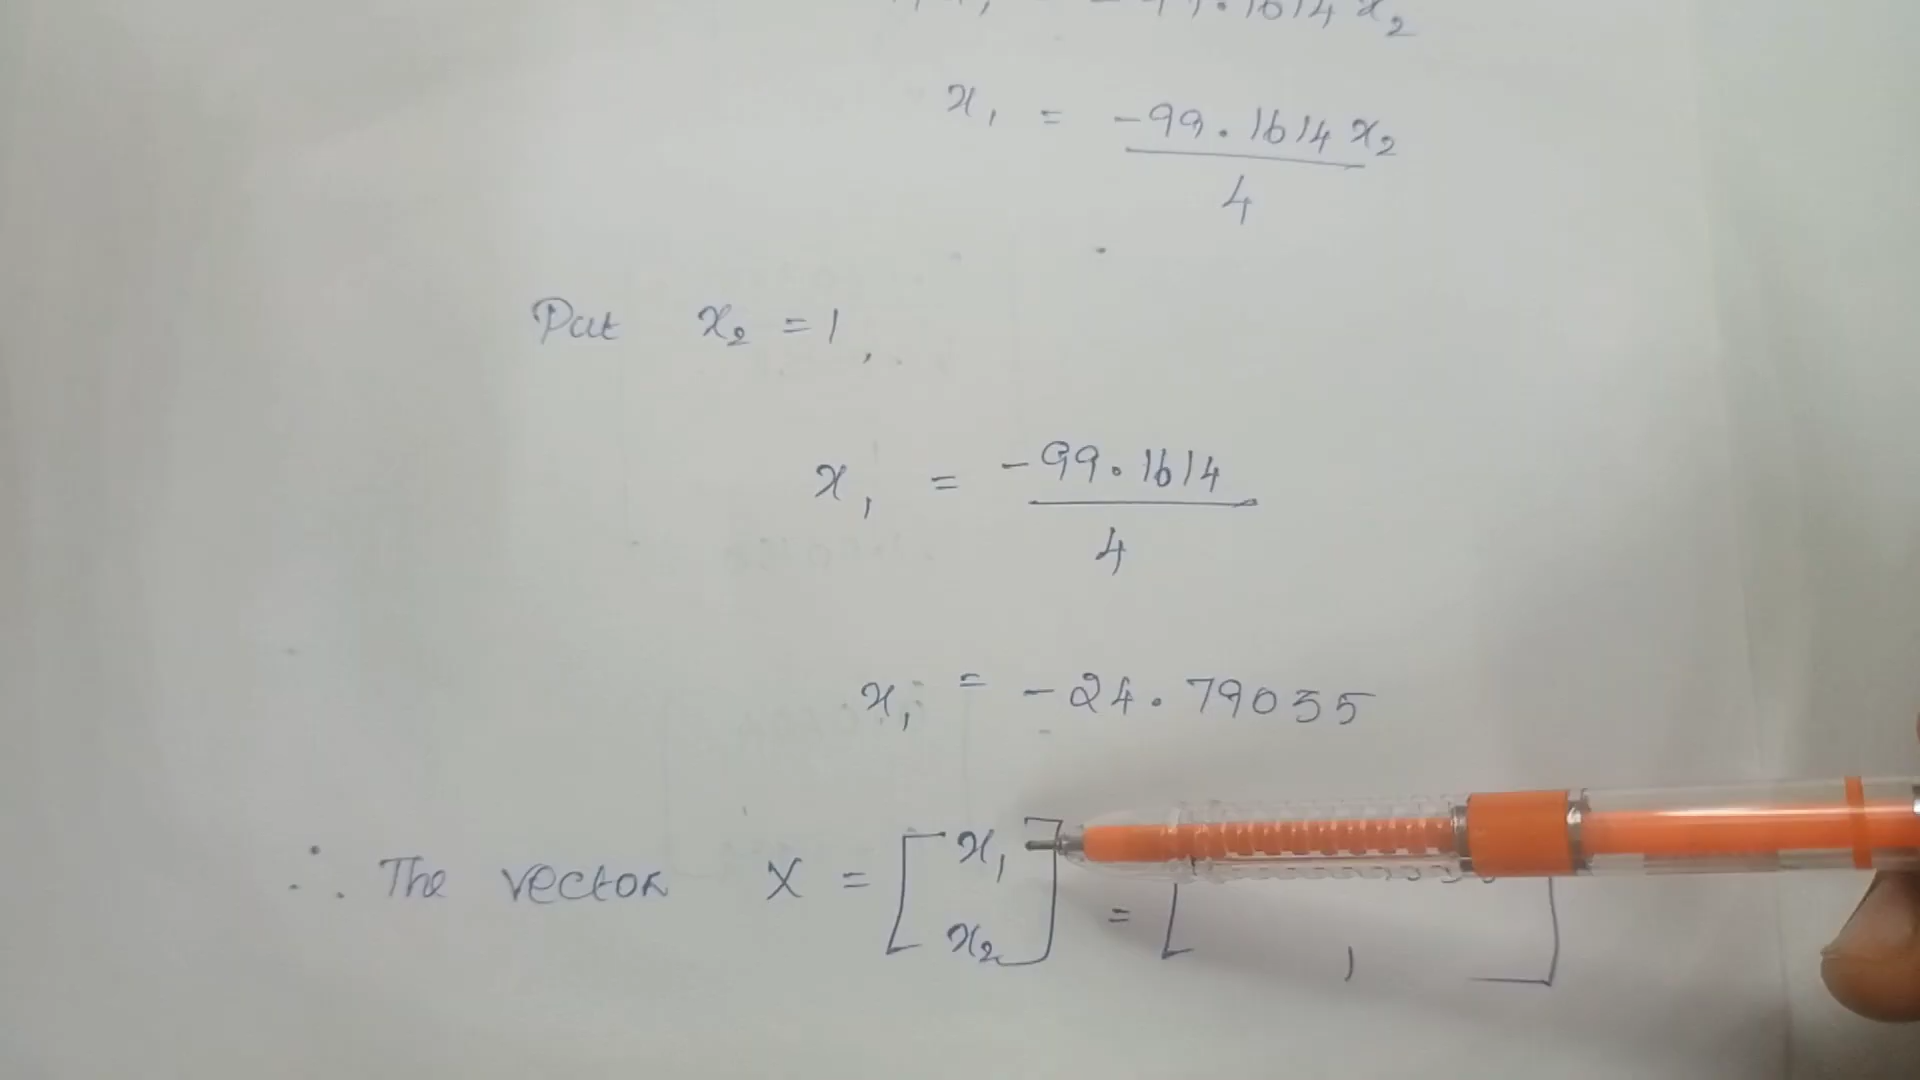 x₂
x₁ = -99.1614 x₂
4
Put x₂ = 1,
x₁ = -99.1614
4
x₁ = -24.79035
∴ The vector X = [ x₁
x₂ ] = [
1 ]